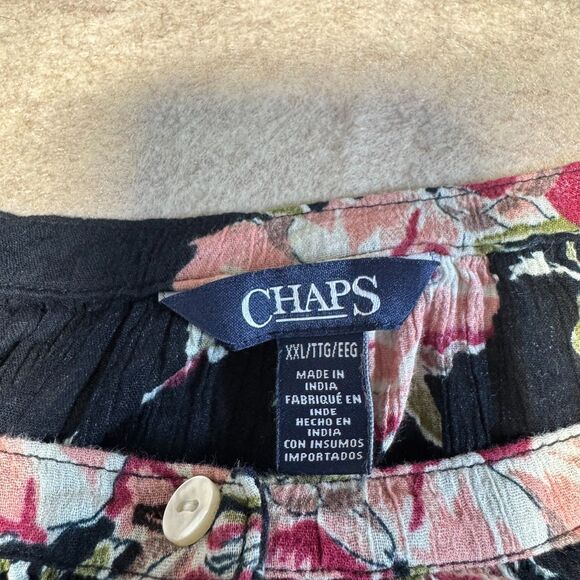 CHAPS
XXL/TTG/EEG
MADE IN
INDIA
FABRIQUÉ EN
INDE
HECHO EN
INDIA
CON INSUMOS
IMPORTADOS